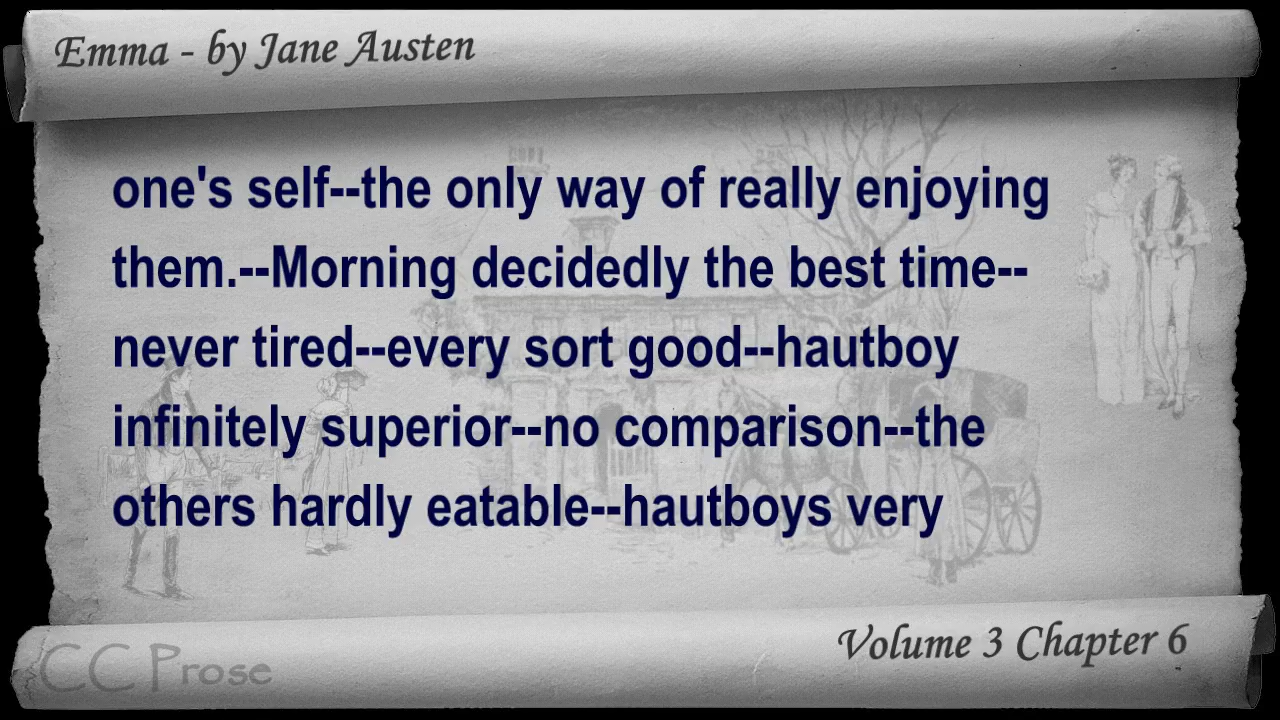 Emma - by Jane Austen
one's self--the only way of really enjoying
them.--Morning decidedly the best time--
never tired--every sort good--hautboy
infinitely superior--no comparison--the
others hardly eatable--hautboys very
Volume 3 Chapter 6
CC Prose